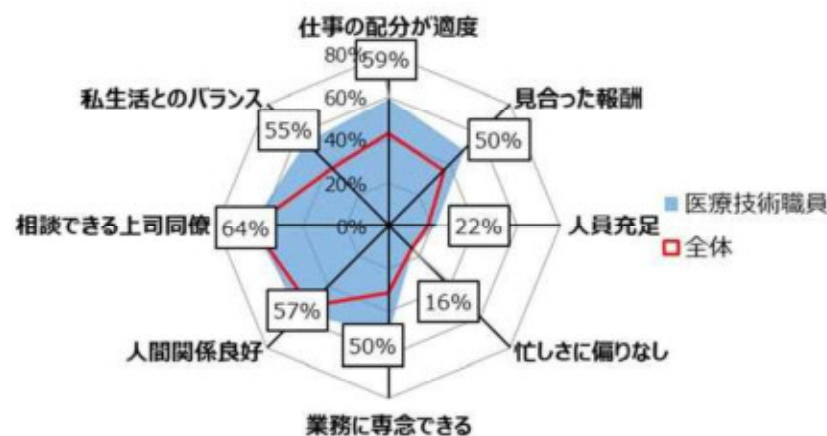 仕事の配分が適度
80%
59%
私生活とのバランス
60%
見合った報酬
55%
40%
50%
20%
相談できる上司同僚
64%
0%
22%
人員充足
医療技術職員
全体
57%
16%
人間関係良好
50%
忙しさに偏りなし
業務に専念できる